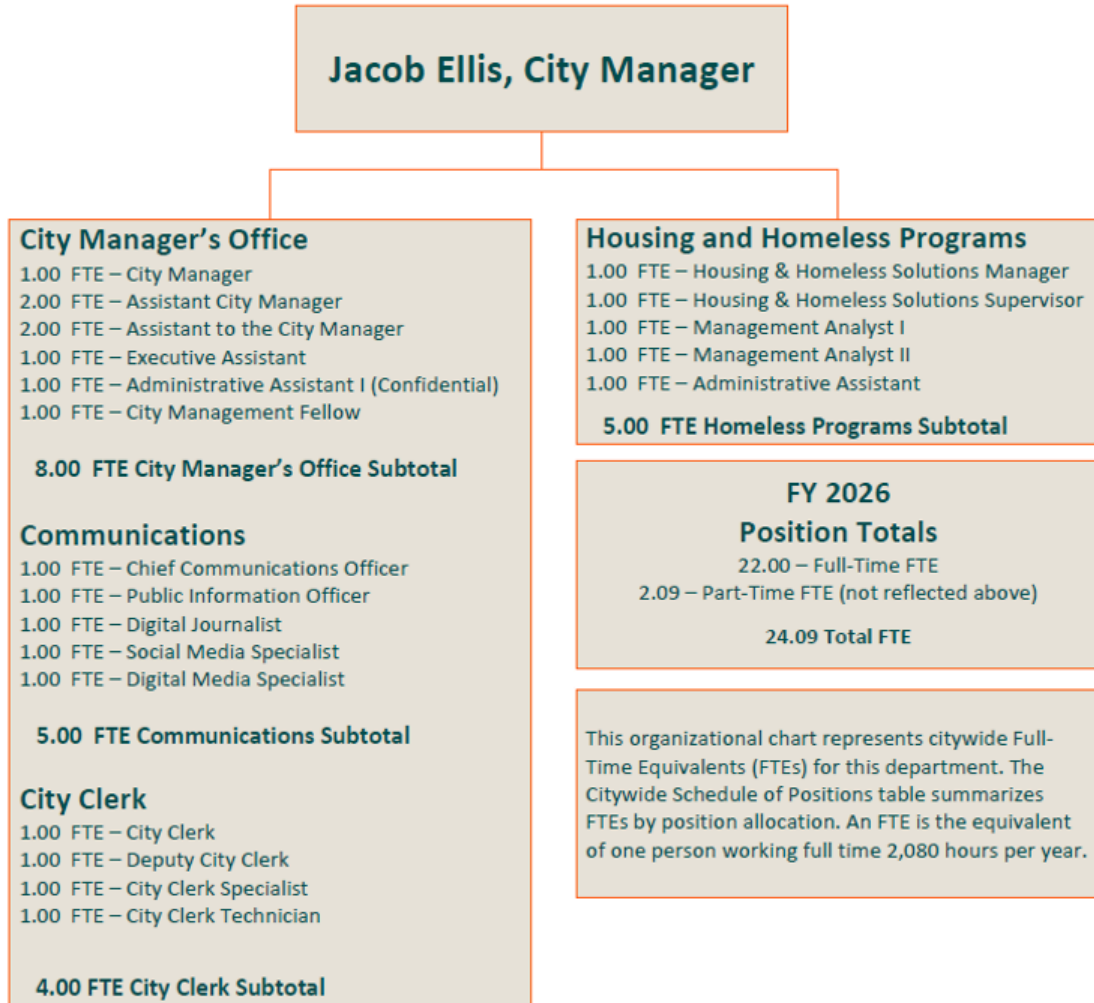 Jacob Ellis, City Manager
City Manager’s Office
1.00 FTE – City Manager
2.00 FTE – Assistant City Manager
2.00 FTE – Assistant to the City Manager
1.00 FTE – Executive Assistant
1.00 FTE – Administrative Assistant I (Confidential)
1.00 FTE – City Management Fellow
8.00 FTE City Manager’s Office Subtotal
Communications
1.00 FTE – Chief Communications Officer
1.00 FTE – Public Information Officer
1.00 FTE – Digital Journalist
1.00 FTE – Social Media Specialist
1.00 FTE – Digital Media Specialist
5.00 FTE Communications Subtotal
City Clerk
1.00 FTE – City Clerk
1.00 FTE – Deputy City Clerk
1.00 FTE – City Clerk Specialist
1.00 FTE – City Clerk Technician
4.00 FTE City Clerk Subtotal
Housing and Homeless Programs
1.00 FTE – Housing & Homeless Solutions Manager
1.00 FTE – Housing & Homeless Solutions Supervisor
1.00 FTE – Management Analyst I
1.00 FTE – Management Analyst II
1.00 FTE – Administrative Assistant
5.00 FTE Homeless Programs Subtotal
FY 2026
Position Totals
22.00 – Full-Time FTE
2.09 – Part-Time FTE (not reflected above)
24.09 Total FTE
This organizational chart represents citywide Full-
Time Equivalents (FTEs) for this department. The
Citywide Schedule of Positions table summarizes
FTEs by position allocation. An FTE is the equivalent
of one person working full time 2,080 hours per year.